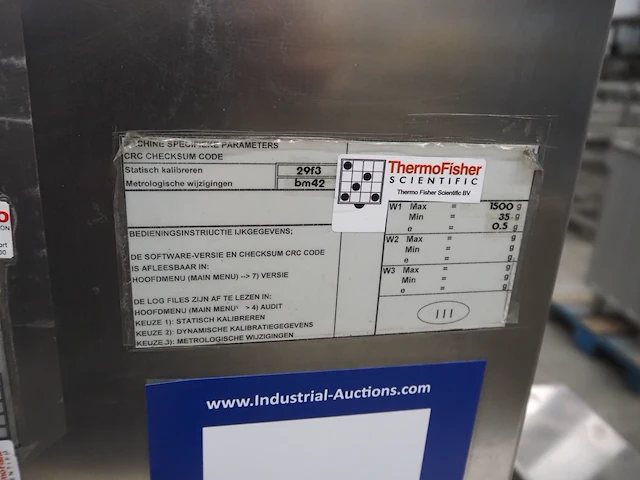 CHINE SPECIFIEKE PARAMETERS
CRC CHECKSUM CODE
Statisch kalibreren 29f3
Metrologische wijzigingen bm42
ThermoFisher
SCIENTIFIC
Thermo Fisher Scientific BV.
W1 Max = 1500 g
Min = 35 g
e = 0.5 g
W2 Max = g
Min = g
e = g
W3 Max = g
Min = g
e = g
III
BEDIENINGSINSTRUCTIE IJKGEGEVENS;
DE SOFTWARE-VERSIE EN CHECKSUM CRC CODE
IS AFLEESBAAR IN:
HOOFDMENU (MAIN MENU) --> 7) VERSIE
DE LOG FILES ZIJN AF TE LEZEN IN:
HOOFDMENU (MAIN MENU) > 4) AUDIT
KEUZE 1): STATISCH KALIBREREN
KEUZE 2): DYNAMISCHE KALIBRATIEGEGEVENS
KEUZE 3): METROLOGISCHE WIJZIGINGEN
www.Industrial-Auctions.com